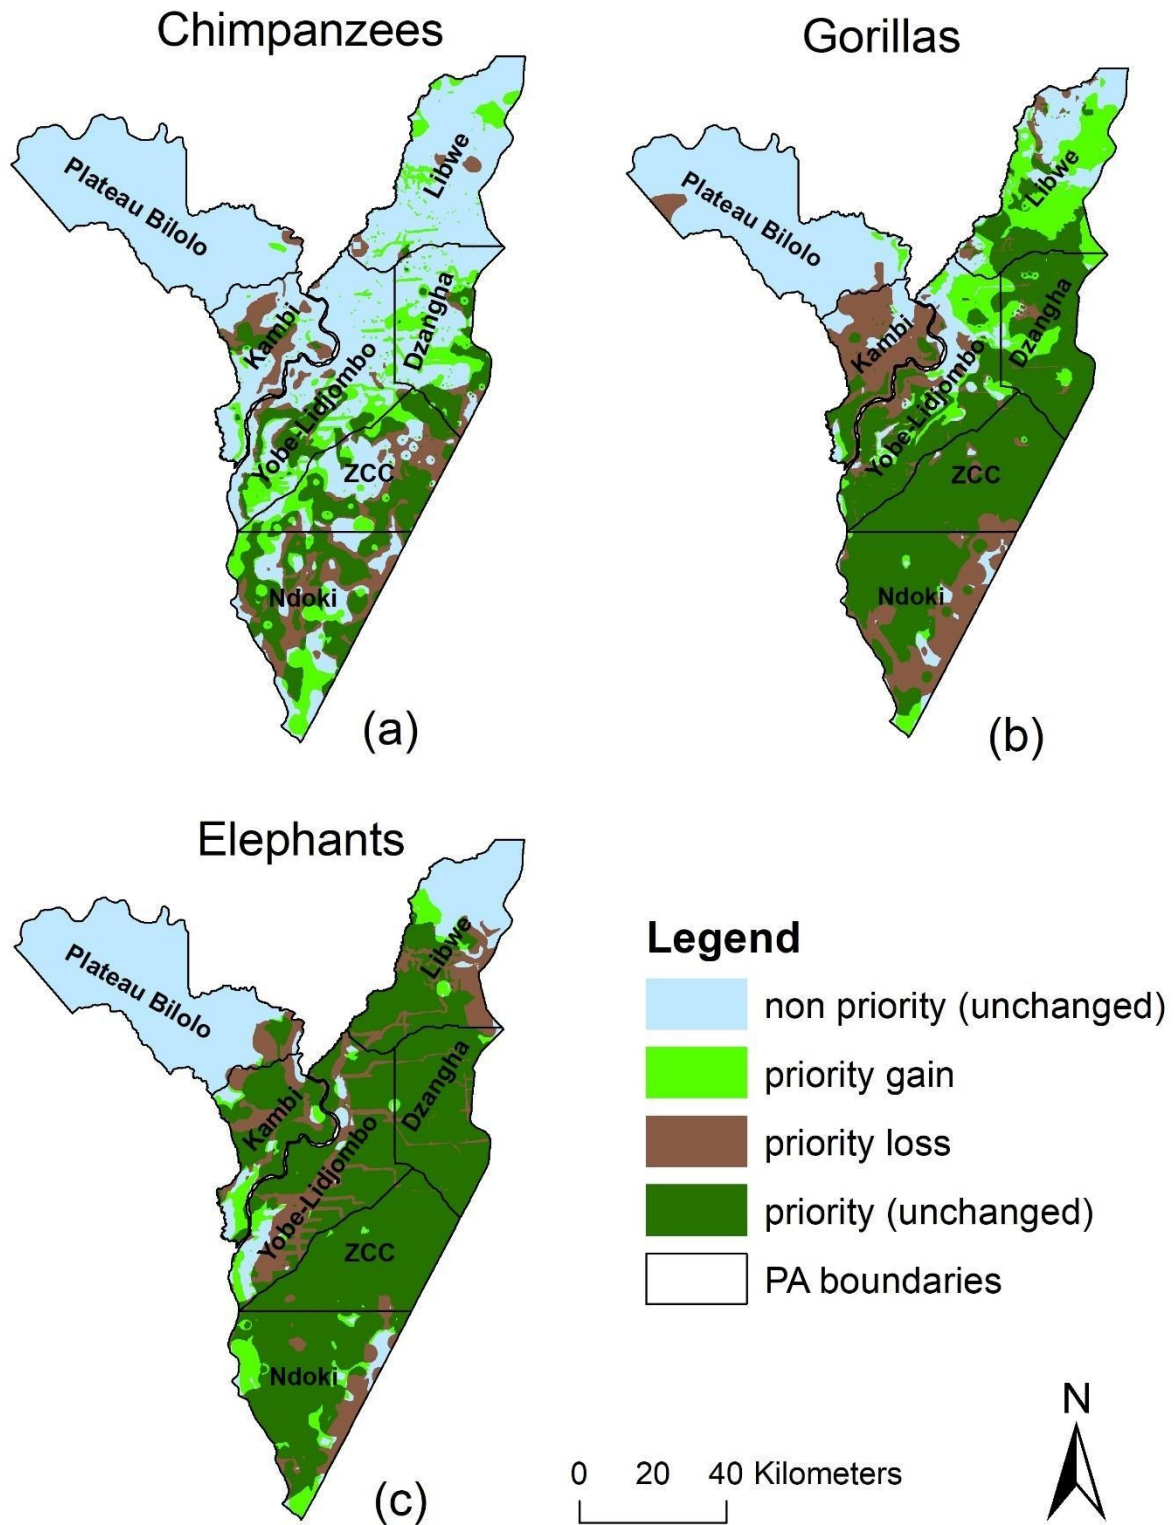 Chimpanzees
Plateau Bilolo
Libwe
Kambi
Dzangha
Yobe-Lidjombo
ZCC
Ndoki
(a)
Gorillas
Plateau Bilolo
Libwe
Kambi
Dzangha
Yobe-Lidjombo
ZCC
Ndoki
(b)
Elephants
Plateau Bilolo
Libwe
Kambi
Dzangha
Yobe-Lidjombo
ZCC
Ndoki
(c)
Legend
non priority (unchanged)
priority gain
priority loss
priority (unchanged)
PA boundaries
0 20 40 Kilometers
N